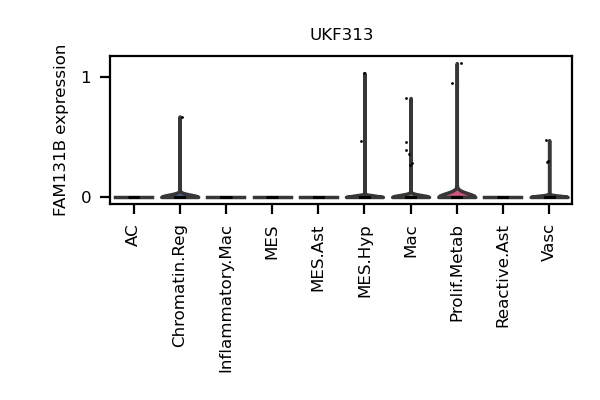 UKF313
FAM131B expression
1
0
AC
Chromatin.Reg
Inflammatory.Mac
MES
MES.Ast
MES.Hyp
Mac
Prolif.Metab
Reactive.Ast
Vasc